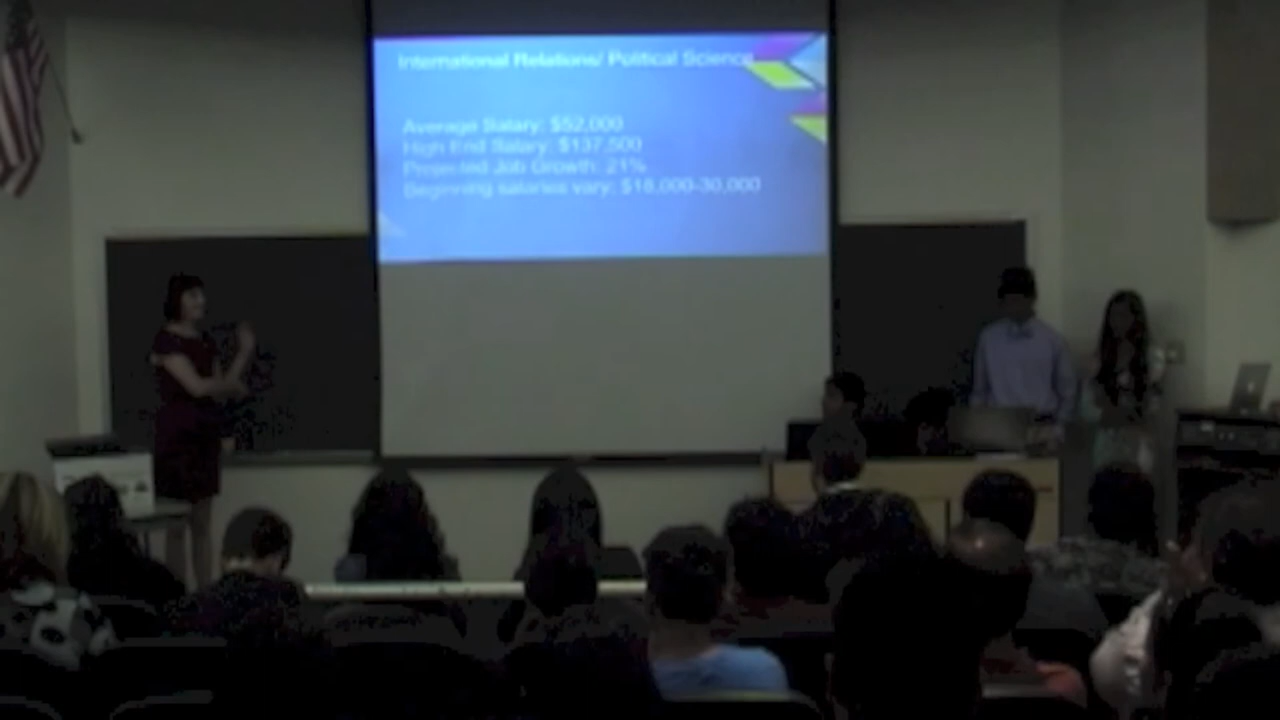 International Relations/ Political Science
Average Salary: $52,000
High End Salary: $137,500
Projected Job Growth: 21%
Beginning salaries vary: $18,000-30,000